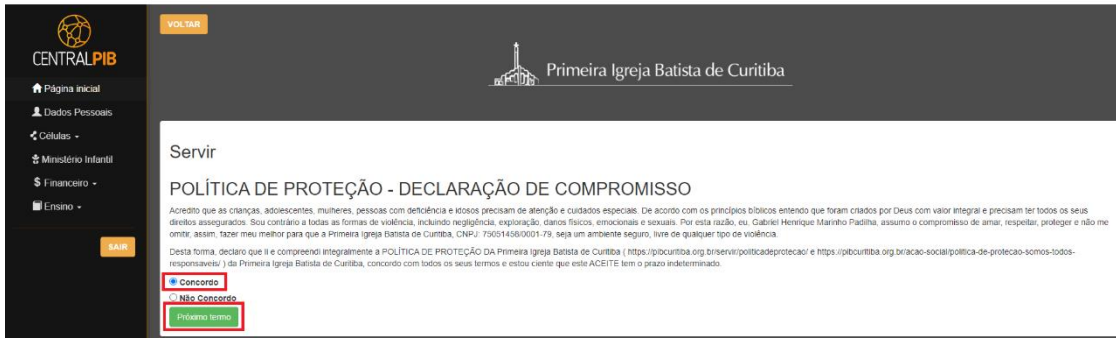 VOLTAR
CENTRALPIB
Primeira Igreja Batista de Curitiba
Página inicial
Dados Pessoais
Células
Ministério Infantil
$ Financeiro
Ensino
SAIR
Servir
POLÍTICA DE PROTEÇÃO - DECLARAÇÃO DE COMPROMISSO
Acredito que as crianças, adolescentes, mulheres, pessoas com deficiência e idosos precisam de atenção e cuidados especiais. De acordo com os princípios bíblicos entendo que foram criados por Deus com valor integral e precisam ter todos os seus
direitos assegurados. Sou contrário a todas as formas de violência, incluindo negligência, exploração, danos físicos, emocionais e sexuais. Por esta razão, eu, Gabriel Henrique Marinho Padilha, assumo o compromisso de amar, respeitar, proteger e não me
omitir, assim, fazer meu melhor para que a Primeira Igreja Batista de Curitiba, CNPJ: 75051458/0001-79, seja um ambiente seguro, livre de qualquer tipo de violência.
Desta forma, declaro que li e compreendi integralmente a POLÍTICA DE PROTEÇÃO DA Primeira Igreja Batista de Curitiba ( https://pibcuritiba.org.br/servir/politicadeprotecao/ e https://pibcuritiba.org.br/acao-social/politica-de-protecao-somos-todos-
responsaveis/ ) da Primeira Igreja Batista de Curitiba, concordo com todos os seus termos e estou ciente que este ACEITE tem o prazo indeterminado.
Concordo
Não Concordo
Próximo termo